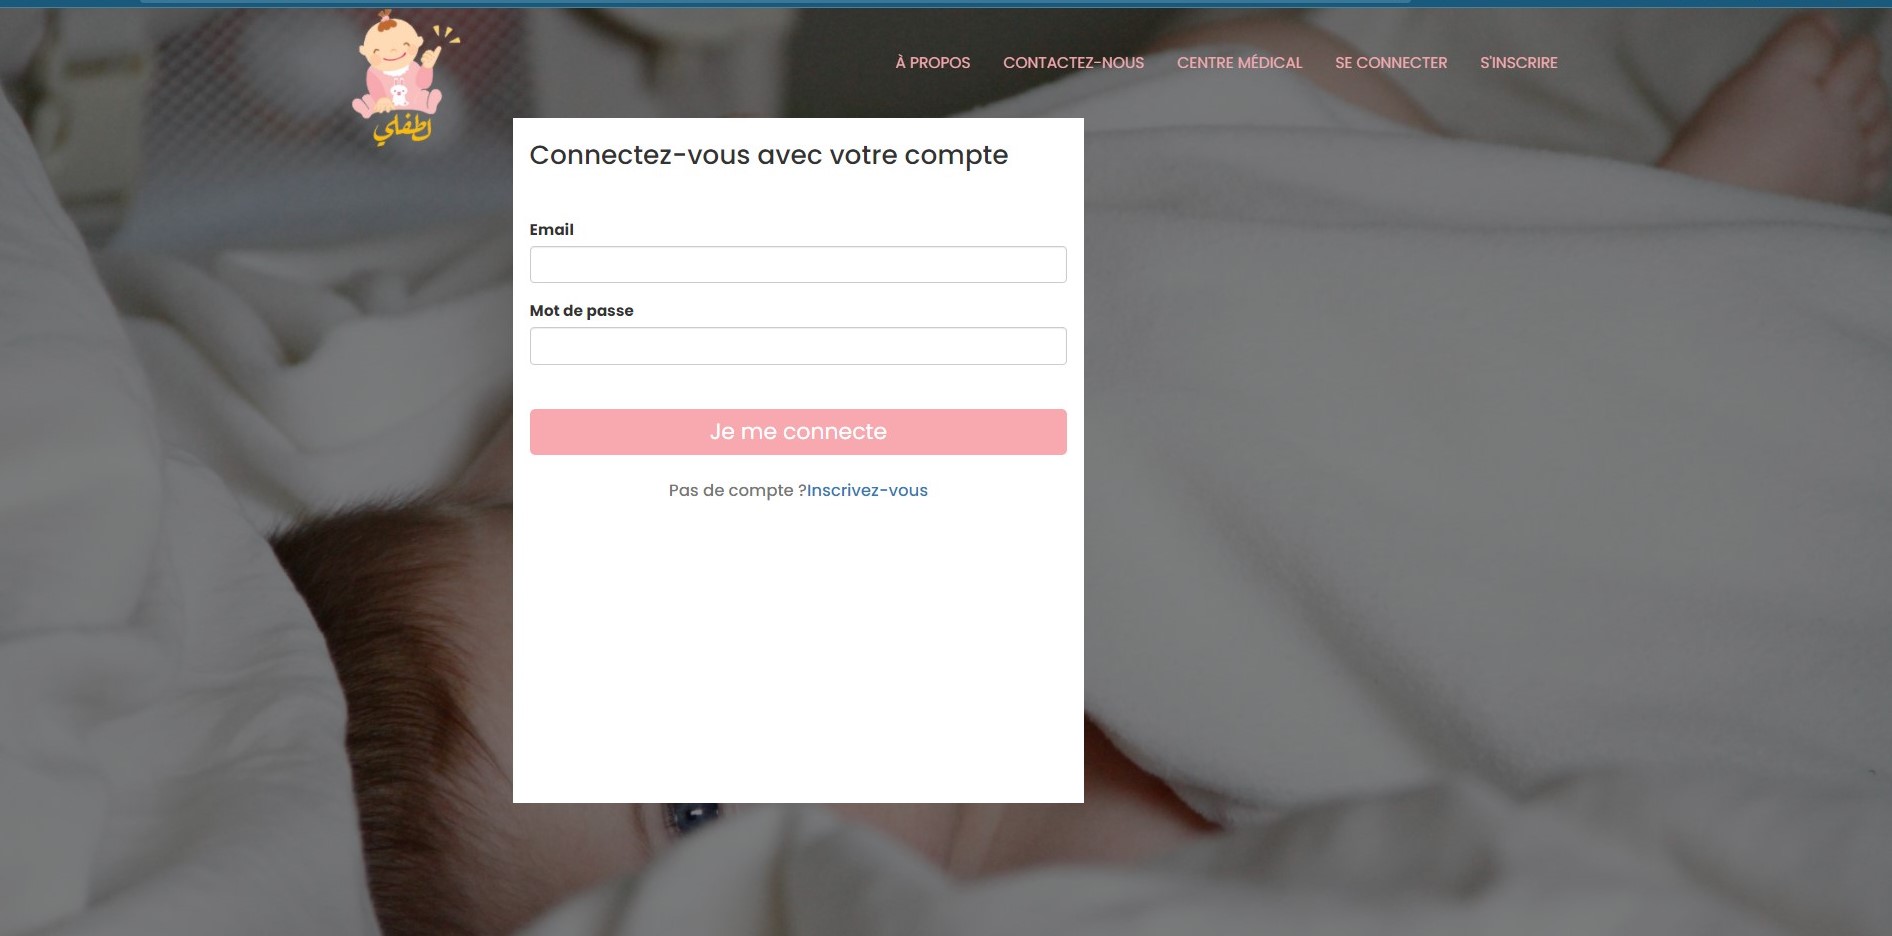 لطفلي
À PROPOS
CONTACTEZ-NOUS
CENTRE MÉDICAL
SE CONNECTER
S'INSCRIRE
Connectez-vous avec votre compte
Email
Mot de passe
Je me connecte
Pas de compte ?Inscrivez-vous